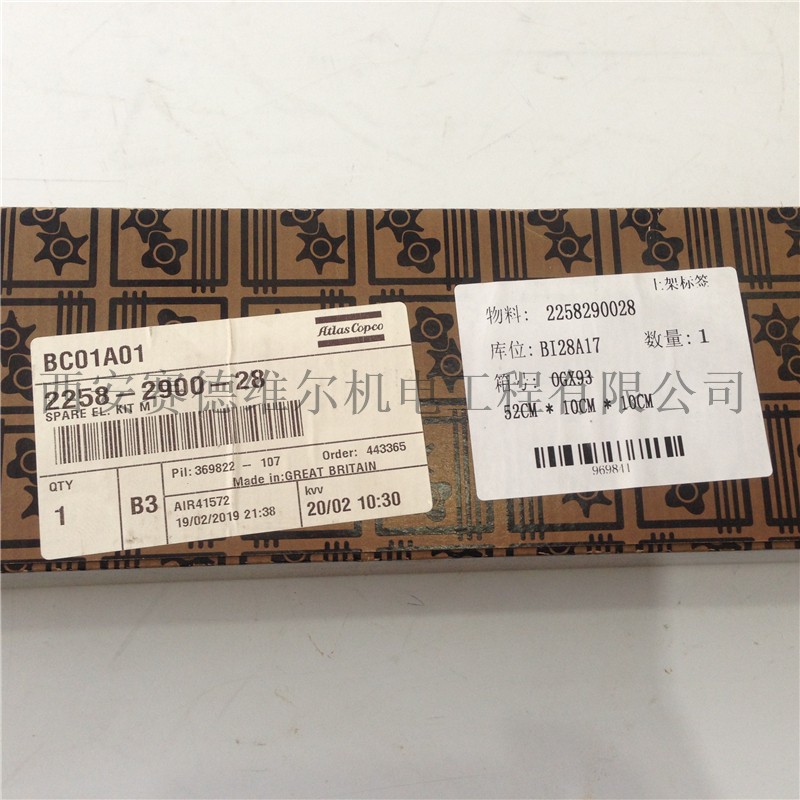 Atlas Copco
BC01A01
2258-2900-28
SPARE EL. KIT M
Pil: 369822 - 107 Order: 443365
Made in:GREAT BRITAIN
QTY
1
B3
AIR41572
19/02/2019 21:38
kvv
20/02 10:30
上架标签
物料: 2258290028
库位: BI28A17 数量: 1
箱号: OGX93
52CM * 10CM * 10CM
969841
西安赛德维尔机电工程有限公司